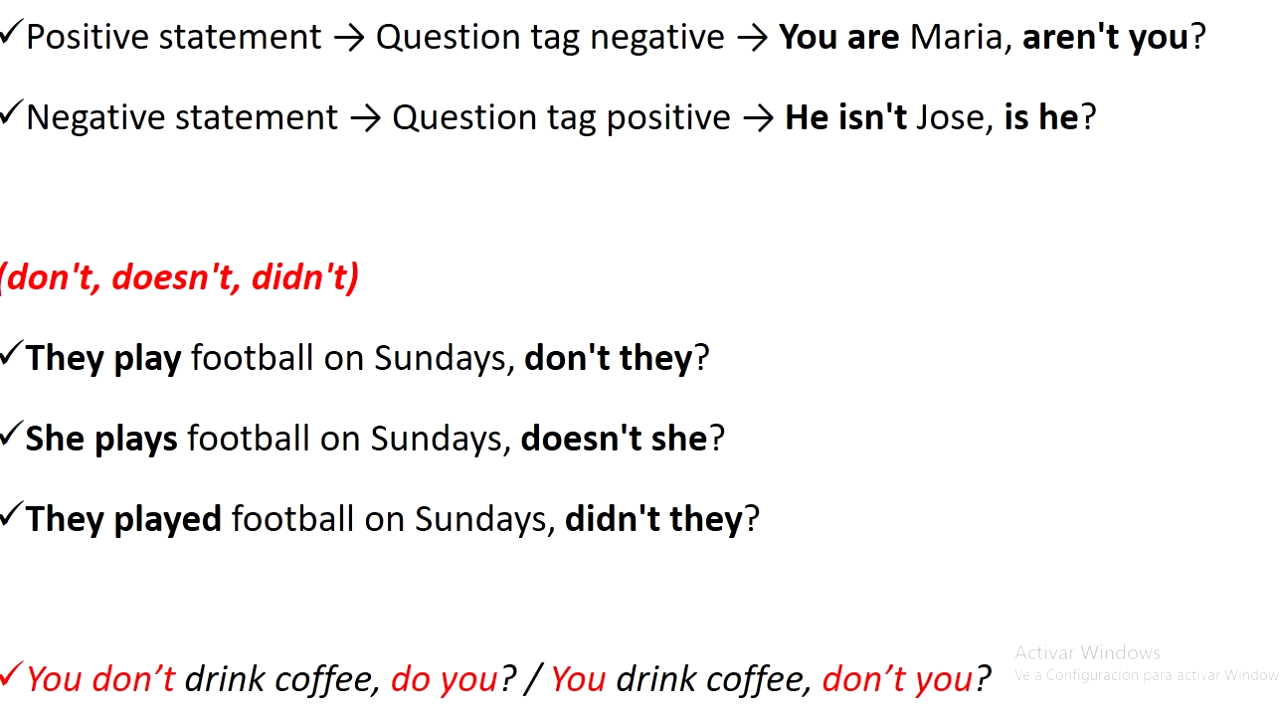 ✓Positive statement → Question tag negative → You are Maria, aren't you?
✓Negative statement → Question tag positive → He isn't Jose, is he?
(don't, doesn't, didn't)
✓They play football on Sundays, don't they?
✓She plays football on Sundays, doesn't she?
✓They played football on Sundays, didn't they?
✓You don’t drink coffee, do you? / You drink coffee, don’t you?
Activar Windows
Ve a Configuración para activar Window